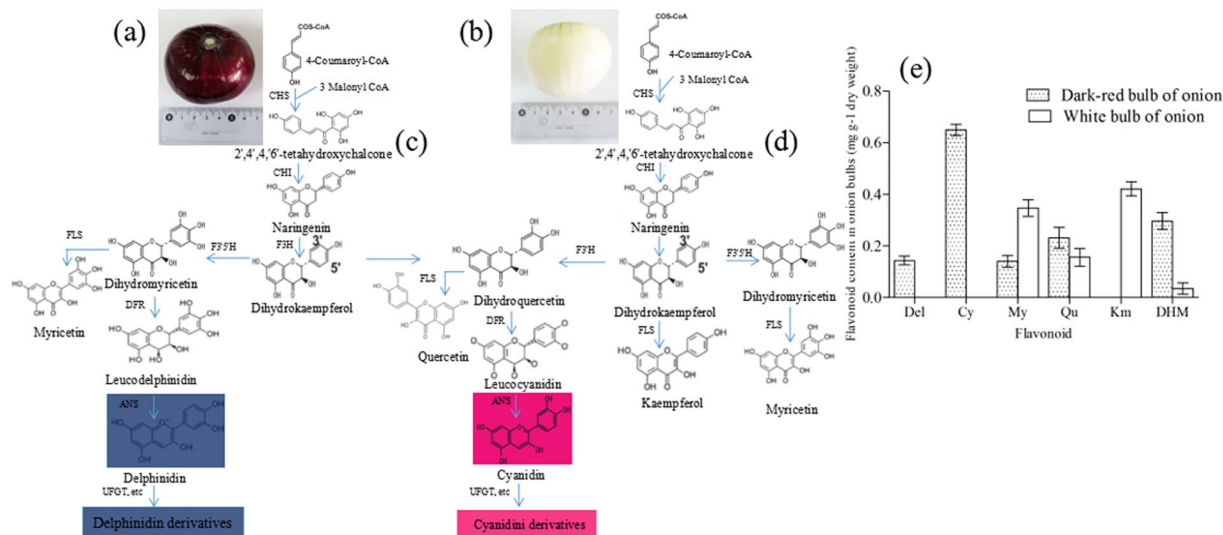 (a)
COS-CoA
4-Coumaroyl-CoA
3 Malonyl CoA
C'HS
2',4',4,'6'-tetahydroxychalcone
C'HI
Naringenin
F3H
3'
5'
Dihydrokaempferol
(c)
F3'5'H
FLS
Dihydromyricetin
Myricetin
DFR
Leucodelphinidin
ANS
Delphinidin
UFGT, etc
Delphinidin derivatives
(b)
COS-CoA
4-Coumaroyl-CoA
3 Malonyl CoA
C'HS
2',4',4,'6'-tetahydroxychalcone
C'HI
Naringenin
(d)
3'
5'
Dihydrokaempferol
F3'H
FLS
Dihydroquercetin
Quercetin
DFR
Leucocyanidin
ANS
Cyanidin
UFGT, etc
Cyanidini derivatives
F3'5'H
Dihydromyricetin
FLS
Kaempferol
FLS
Myricetin
(e)
Flavonoid content in onion bulbs (mg g-1 dry weight)
Dark-red bulb of onion
White bulb of onion
0.8
0.6
0.4
0.2
0.0
Del Cy My Qu Km DHM
Flavonoid